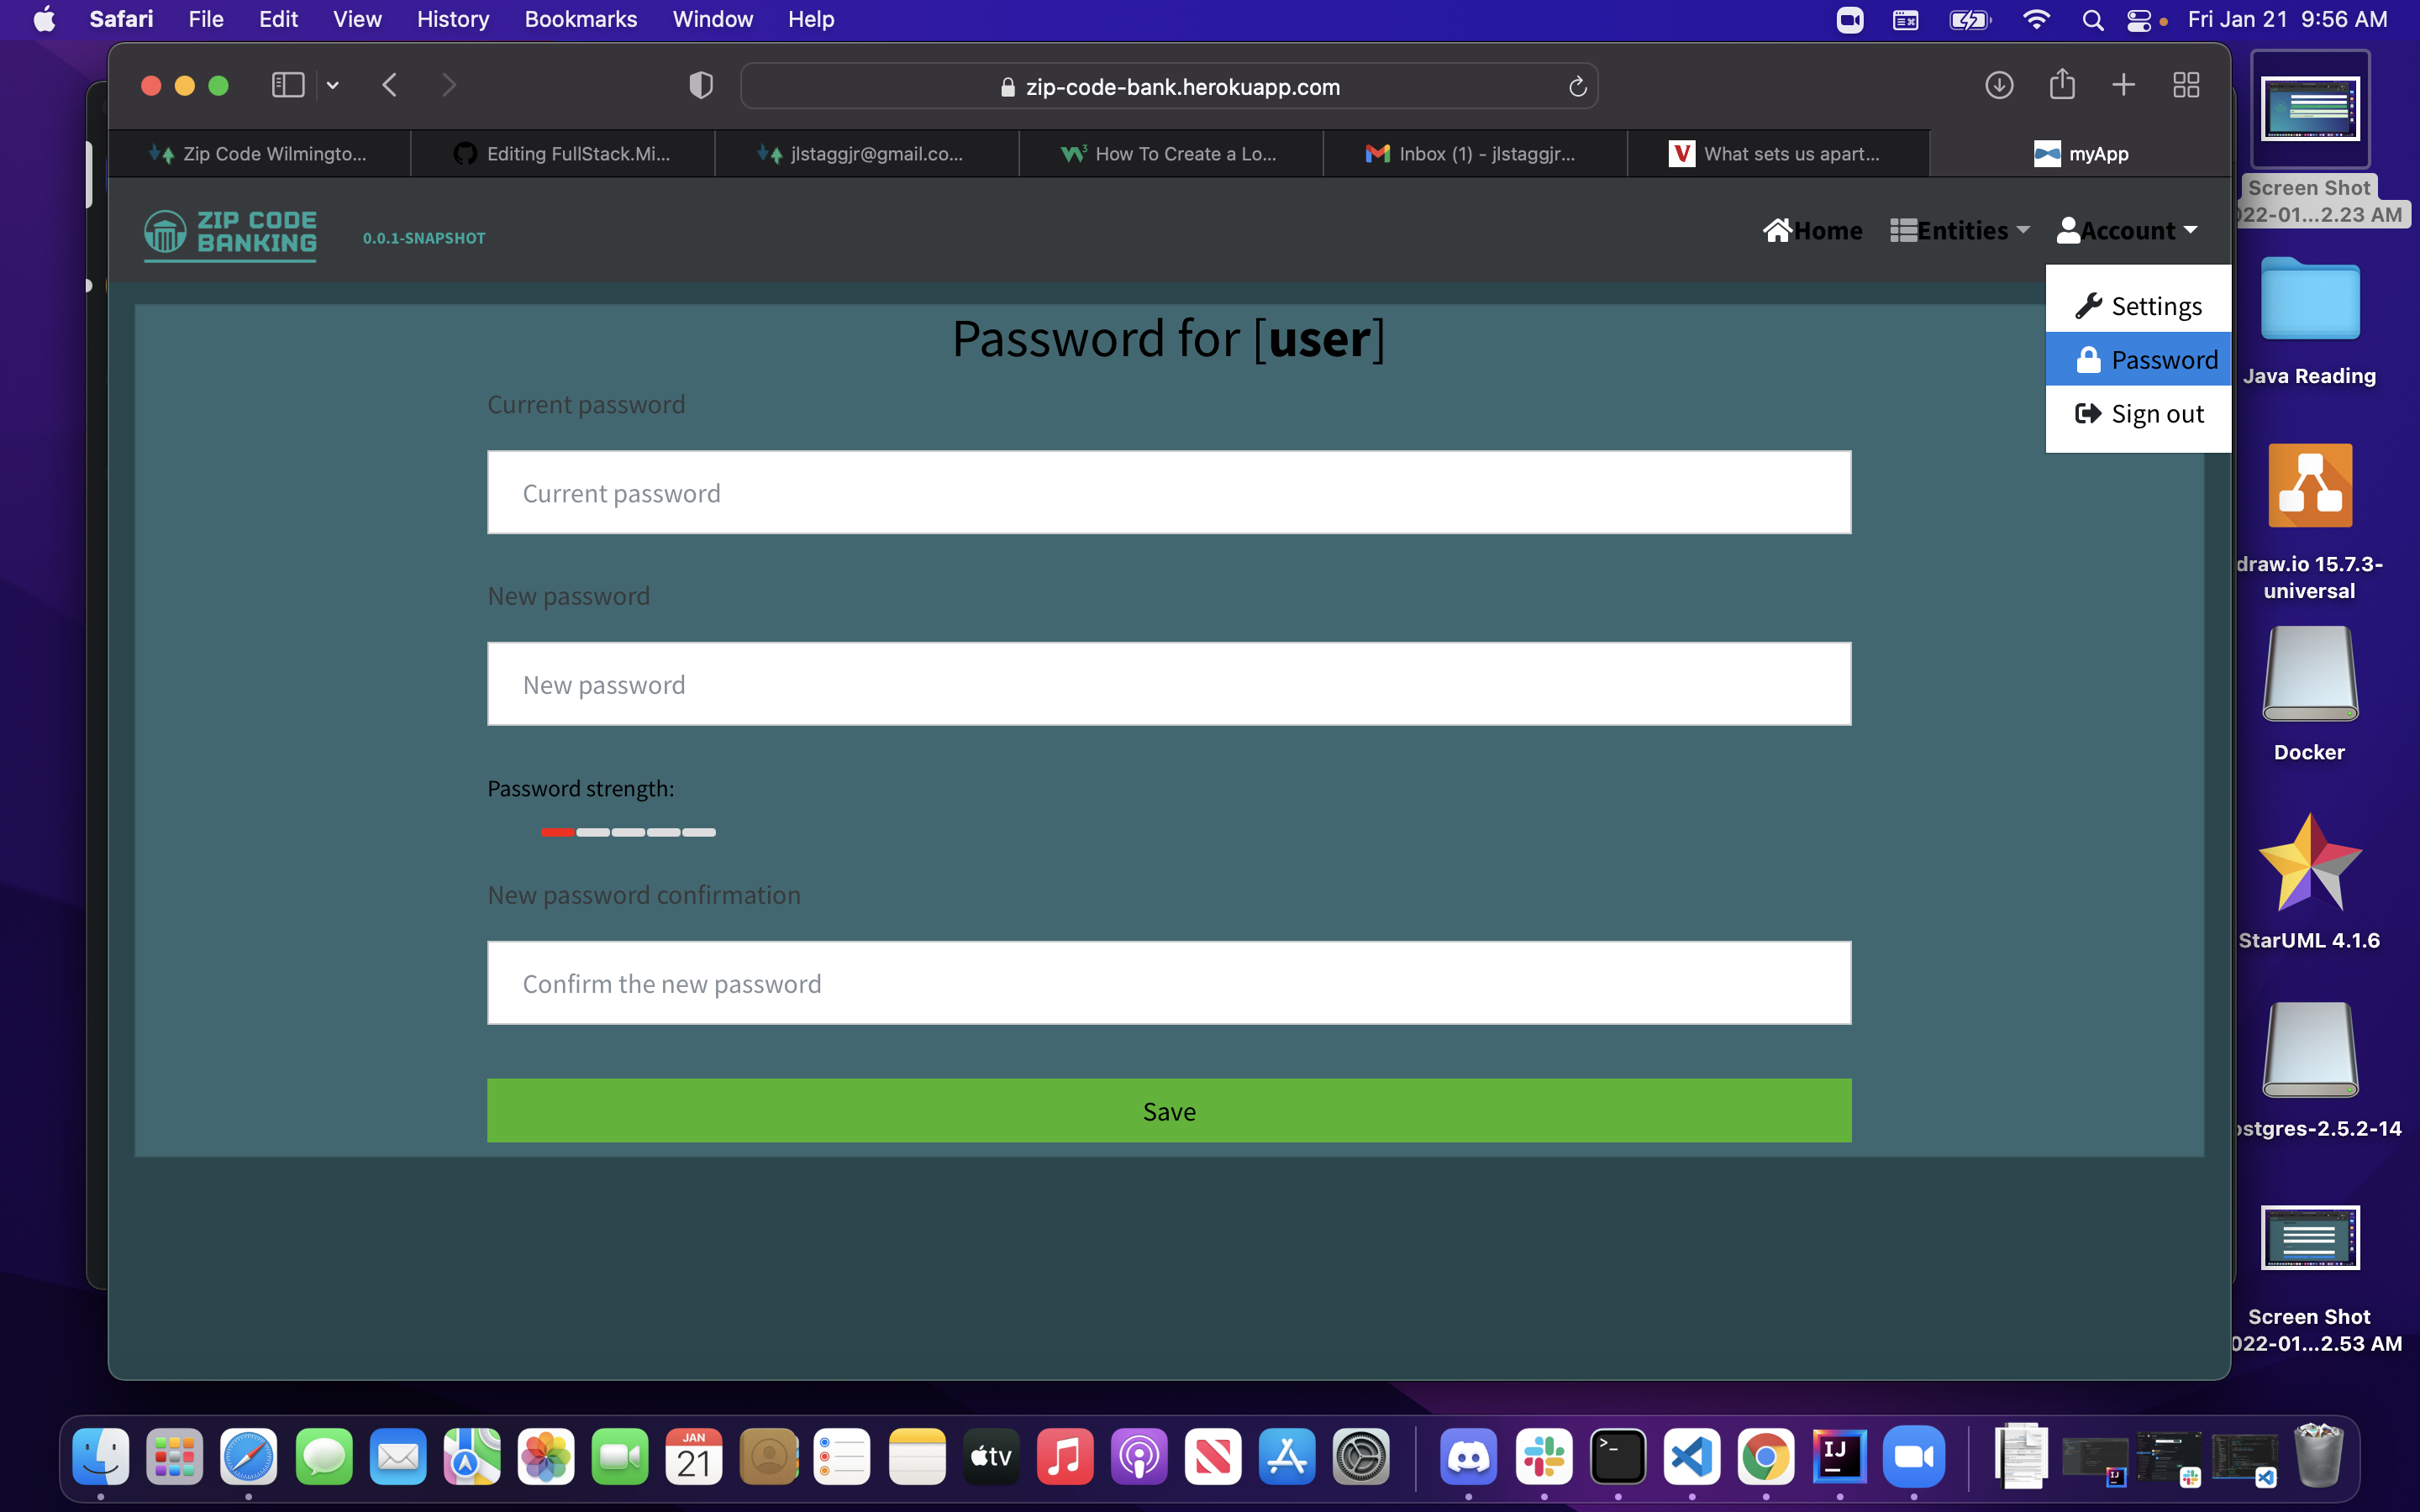 Safari File Edit View History Bookmarks Window Help Fri Jan 21 9:56 AM
zip-code-bank.herokuapp.com
Zip Code Wilmingto... Editing FullStack.Mi... jlstaggjr@gmail.co... How To Create a Lo... Inbox (1) - jlstaggjr... What sets us apart... myApp
ZIP CODE
BANKING
0.0.1-SNAPSHOT
Home Entities Account
Settings
Password
Sign out
Password for [user]
Current password
Current password
New password
New password
Password strength:
New password confirmation
Confirm the new password
Save
Screen Shot
022-01...2.23 AM
Java Reading
draw.io 15.7.3-
universal
Docker
StarUML 4.1.6
ostgres-2.5.2-14
Screen Shot
022-01...2.53 AM
JAN
21
tv
IJ